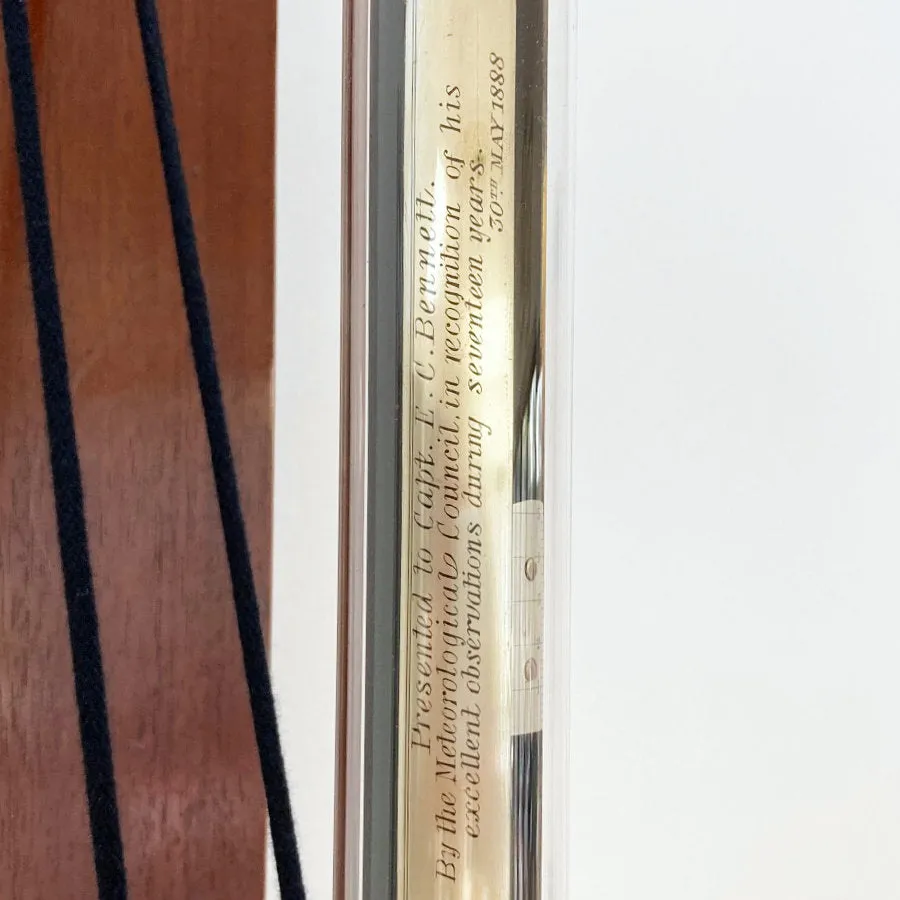 Presented to Capt. E. C. Bennett.
By the Meteorological Council, in recognition of his
excellent observations during seventeen years.
30TH MAY 1888